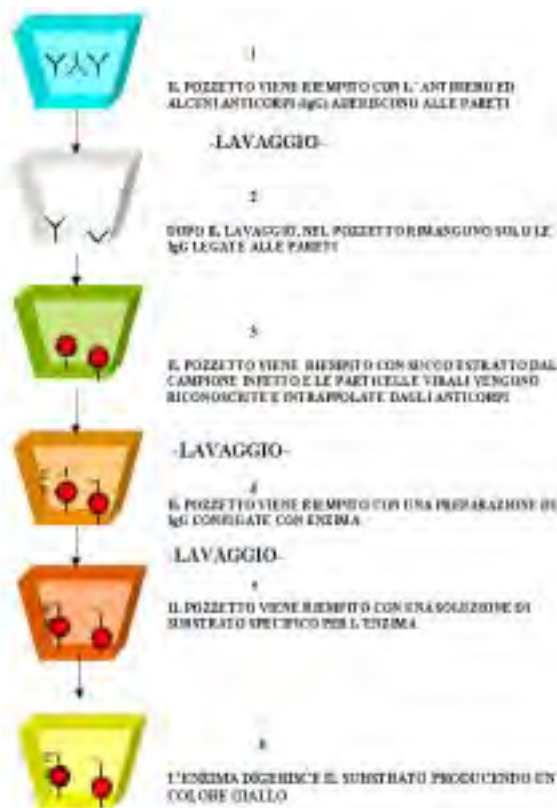 1
IL POZZETTO VIENE RIEMPITO CON L'ANTISIERO ED
ALCUNI ANTICORPI (IgG) ADERISCONO ALLE PARETI
-LAVAGGIO-
2
DOPO IL LAVAGGIO, NEL POZZETTO RIMANGONO SOLO LE
IgG LEGATE ALLE PARETI
3
IL POZZETTO VIENE RIEMPITO CON SUCCO ESTRATTO DAL
CAMPIONE INFETTO E LE PARTICELLE VIRALI VENGONO
RICONOSCIUTE E INTRAPPOLATE DAGLI ANTICORPI
-LAVAGGIO-
4
IL POZZETTO VIENE RIEMPITO CON UNA PREPARAZIONE DI
IgG CONIUGATE CON ENZIMA
-LAVAGGIO-
IL POZZETTO VIENE RIEMPITO CON UNA SOLUZIONE DI
SUBSTRATO SPECIFICO PER L'ENZIMA
6
L'ENZIMA DIGERISCE IL SUBSTRATO PRODUCENDO UN
COLORE GIALLO